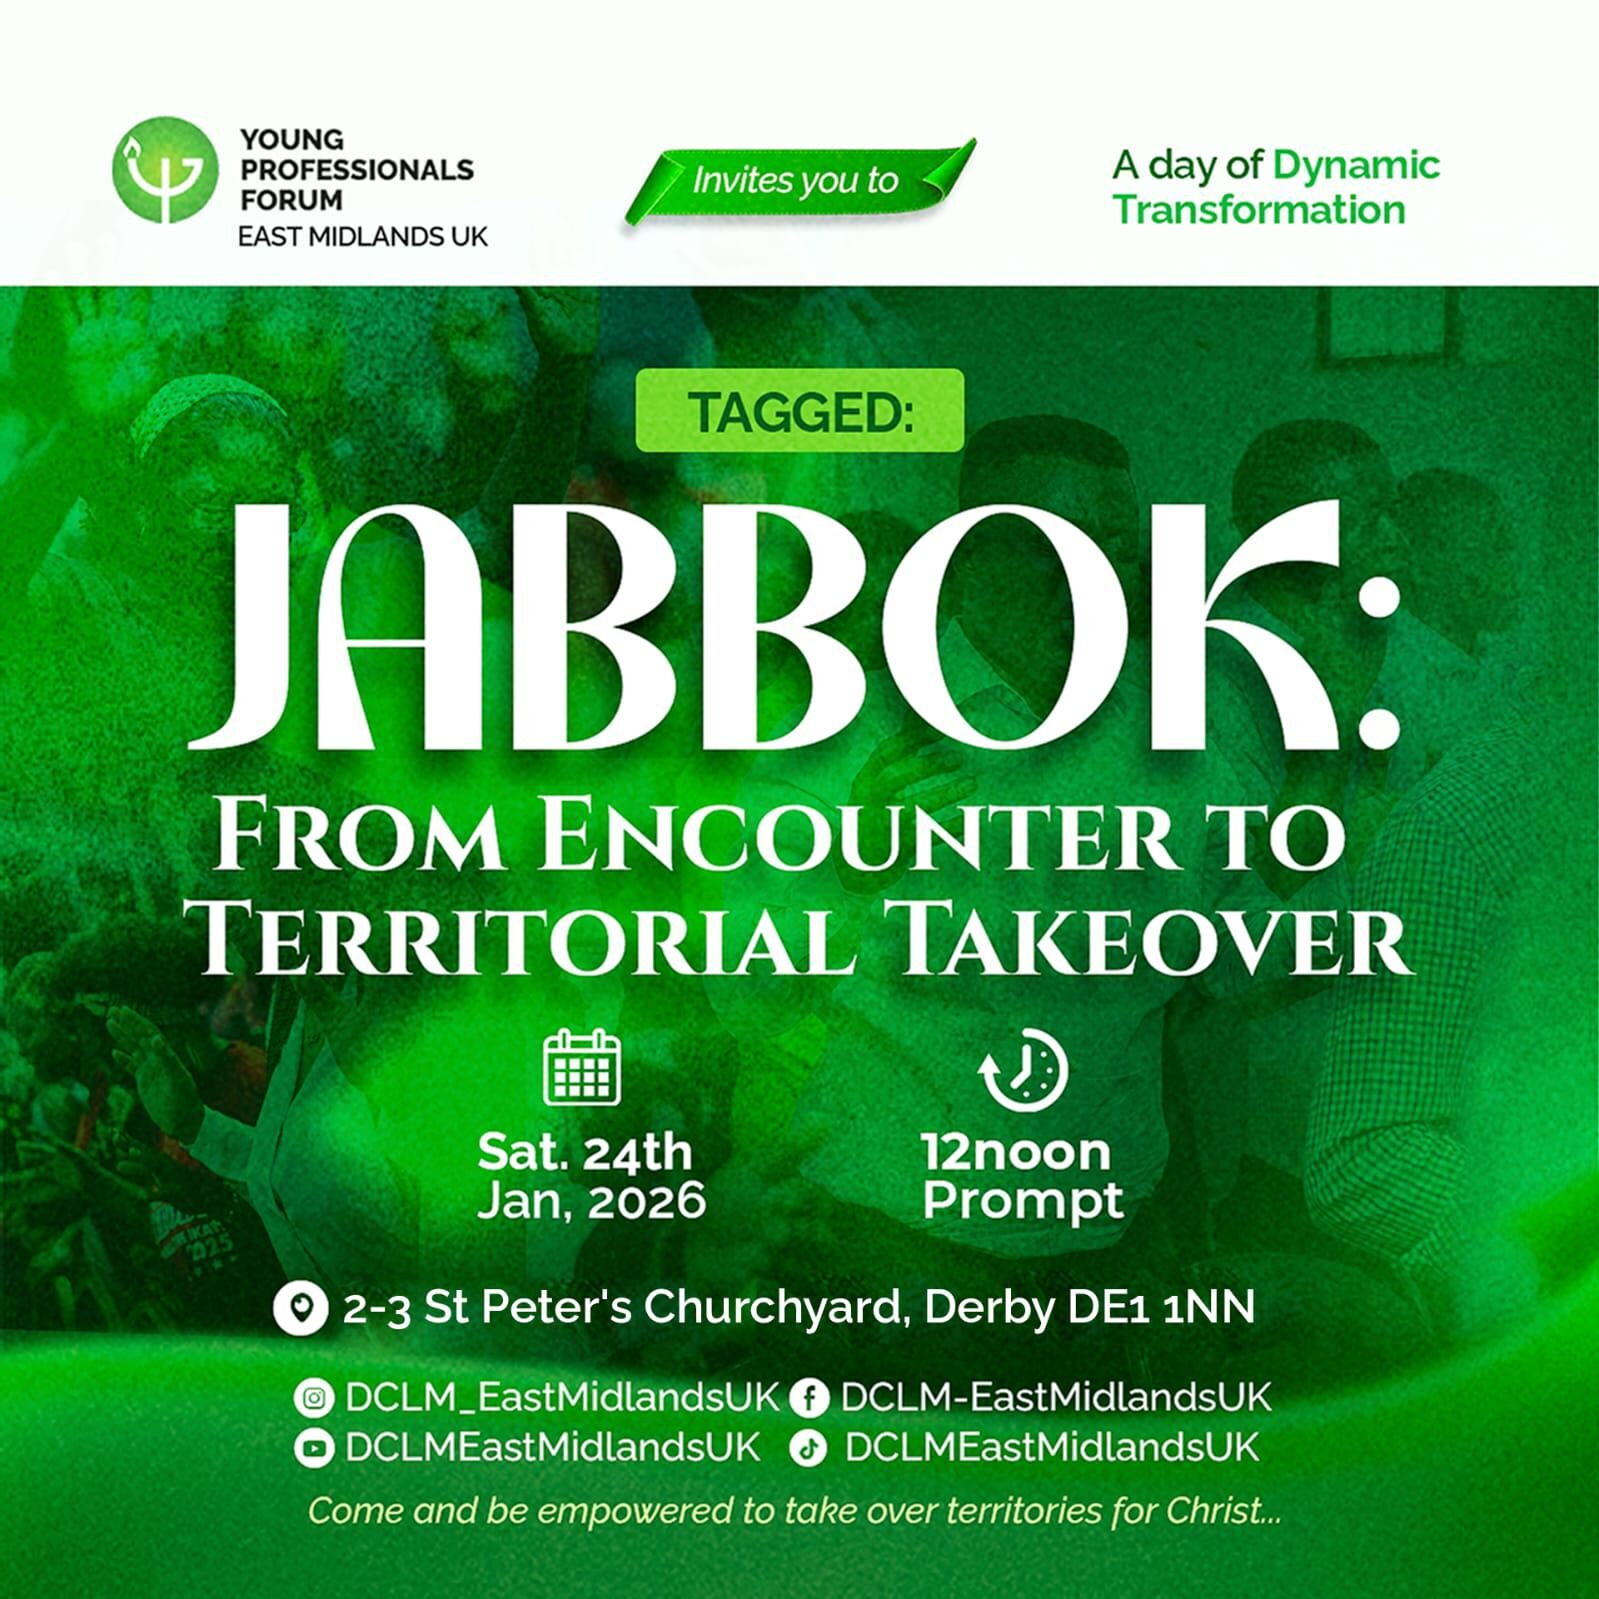 YOUNG
PROFESSIONALS
FORUM
EAST MIDLANDS UK
Invites you to
A day of Dynamic
Transformation
TAGGED:
JABBOK:
FROM ENCOUNTER TO
TERRITORIAL TAKEOVER
Sat. 24th
Jan, 2026
12noon
Prompt
2-3 St Peter's Churchyard, Derby DE1 1NN
DCLM_EastMidlandsUK
DCLM-EastMidlandsUK
DCLMEastMidlandsUK
DCLMEastMidlandsUK
Come and be empowered to take over territories for Christ...